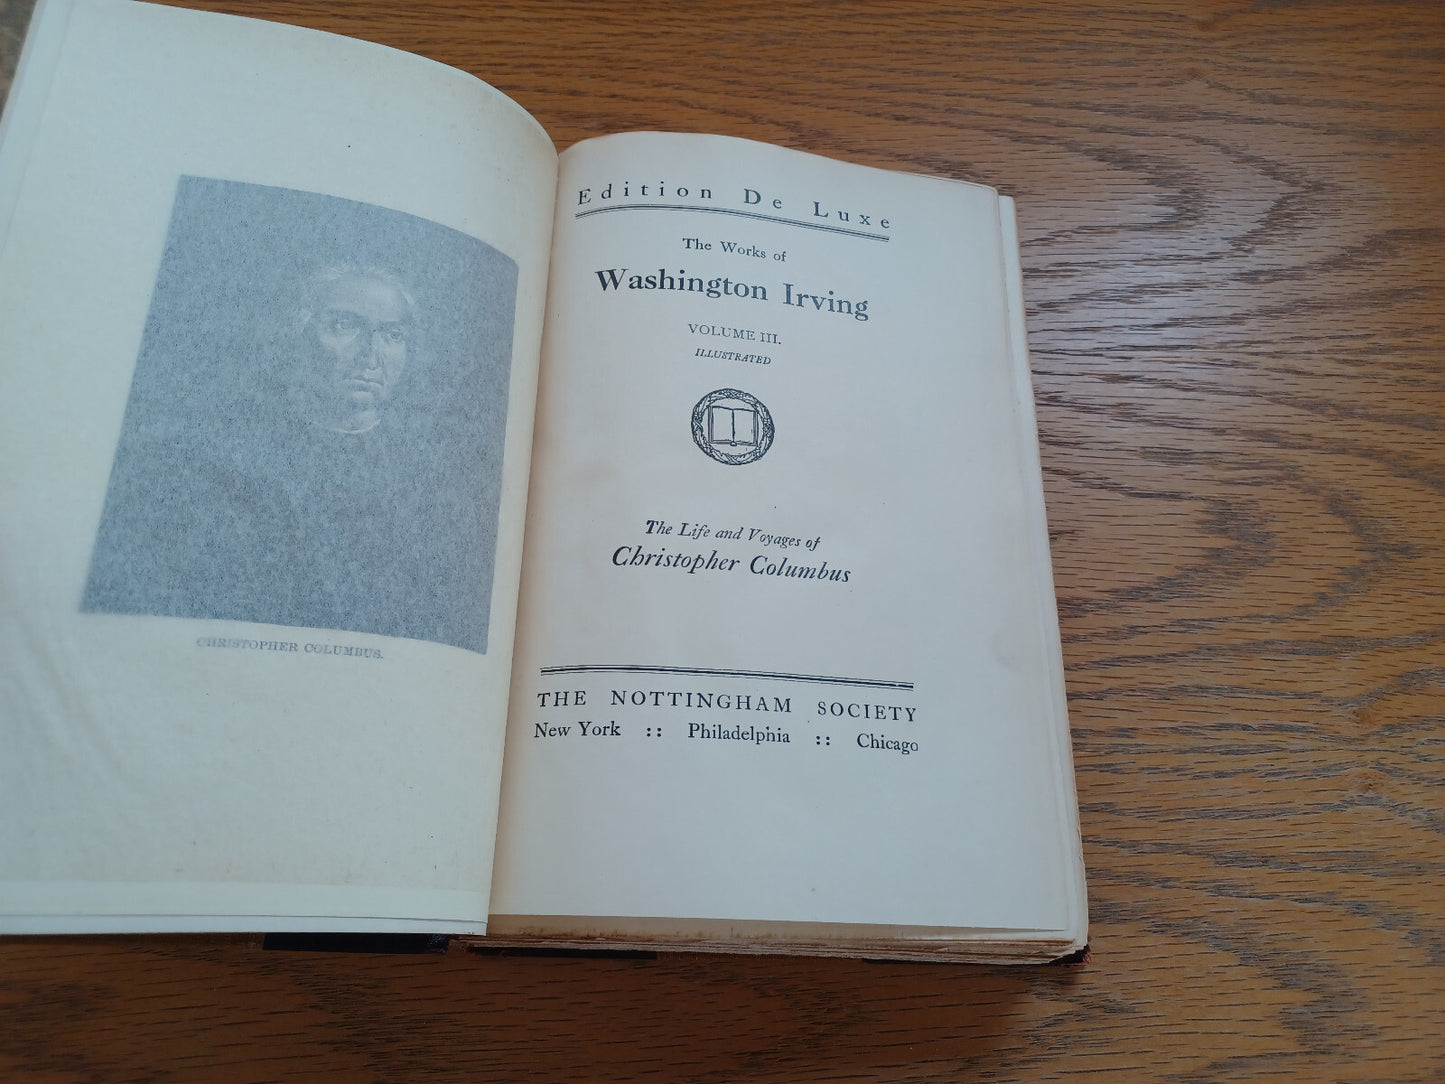 CHRISTOPHER COLUMBUS.
Edition De Luxe
The Works of
Washington Irving
VOLUME III.
ILLUSTRATED
The Life and Voyages of
Christopher Columbus
THE NOTTINGHAM SOCIETY
New York :: Philadelphia :: Chicago